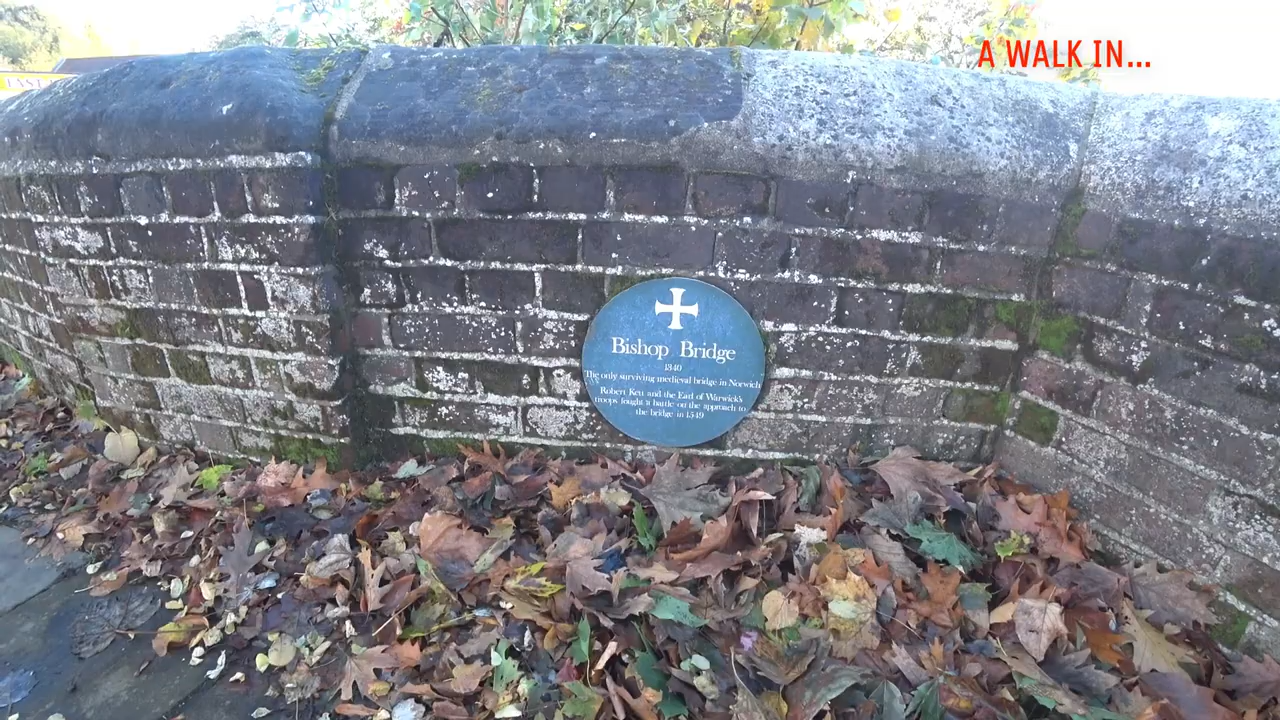 A WALK IN...
EAST
Bishop Bridge
1340
The only surviving medieval bridge in Norwich
Robert Kett and the Earl of Warwick's
troops fought a battle on the approach to
the bridge in 1549